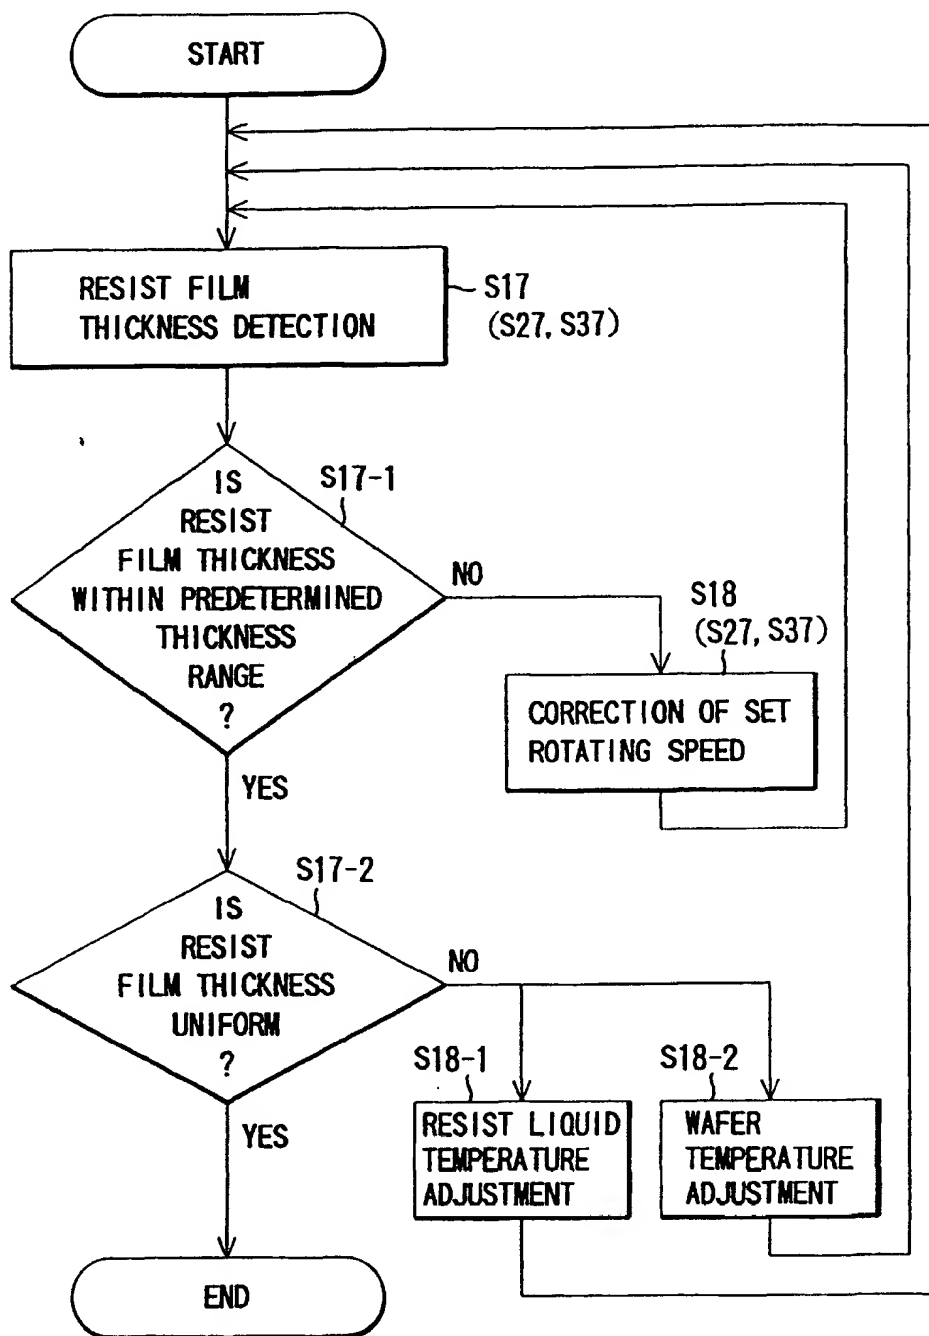 START
RESIST FILM
THICKNESS DETECTION
S17
(S27, S37)
S17-1
IS
RESIST
FILM THICKNESS
WITHIN PREDETERMINED
THICKNESS
RANGE
?
NO
YES
S18
(S27, S37)
CORRECTION OF SET
ROTATING SPEED
S17-2
IS
RESIST
FILM THICKNESS
UNIFORM
?
NO
YES
S18-1
RESIST LIQUID
TEMPERATURE
ADJUSTMENT
S18-2
WAFER
TEMPERATURE
ADJUSTMENT
END